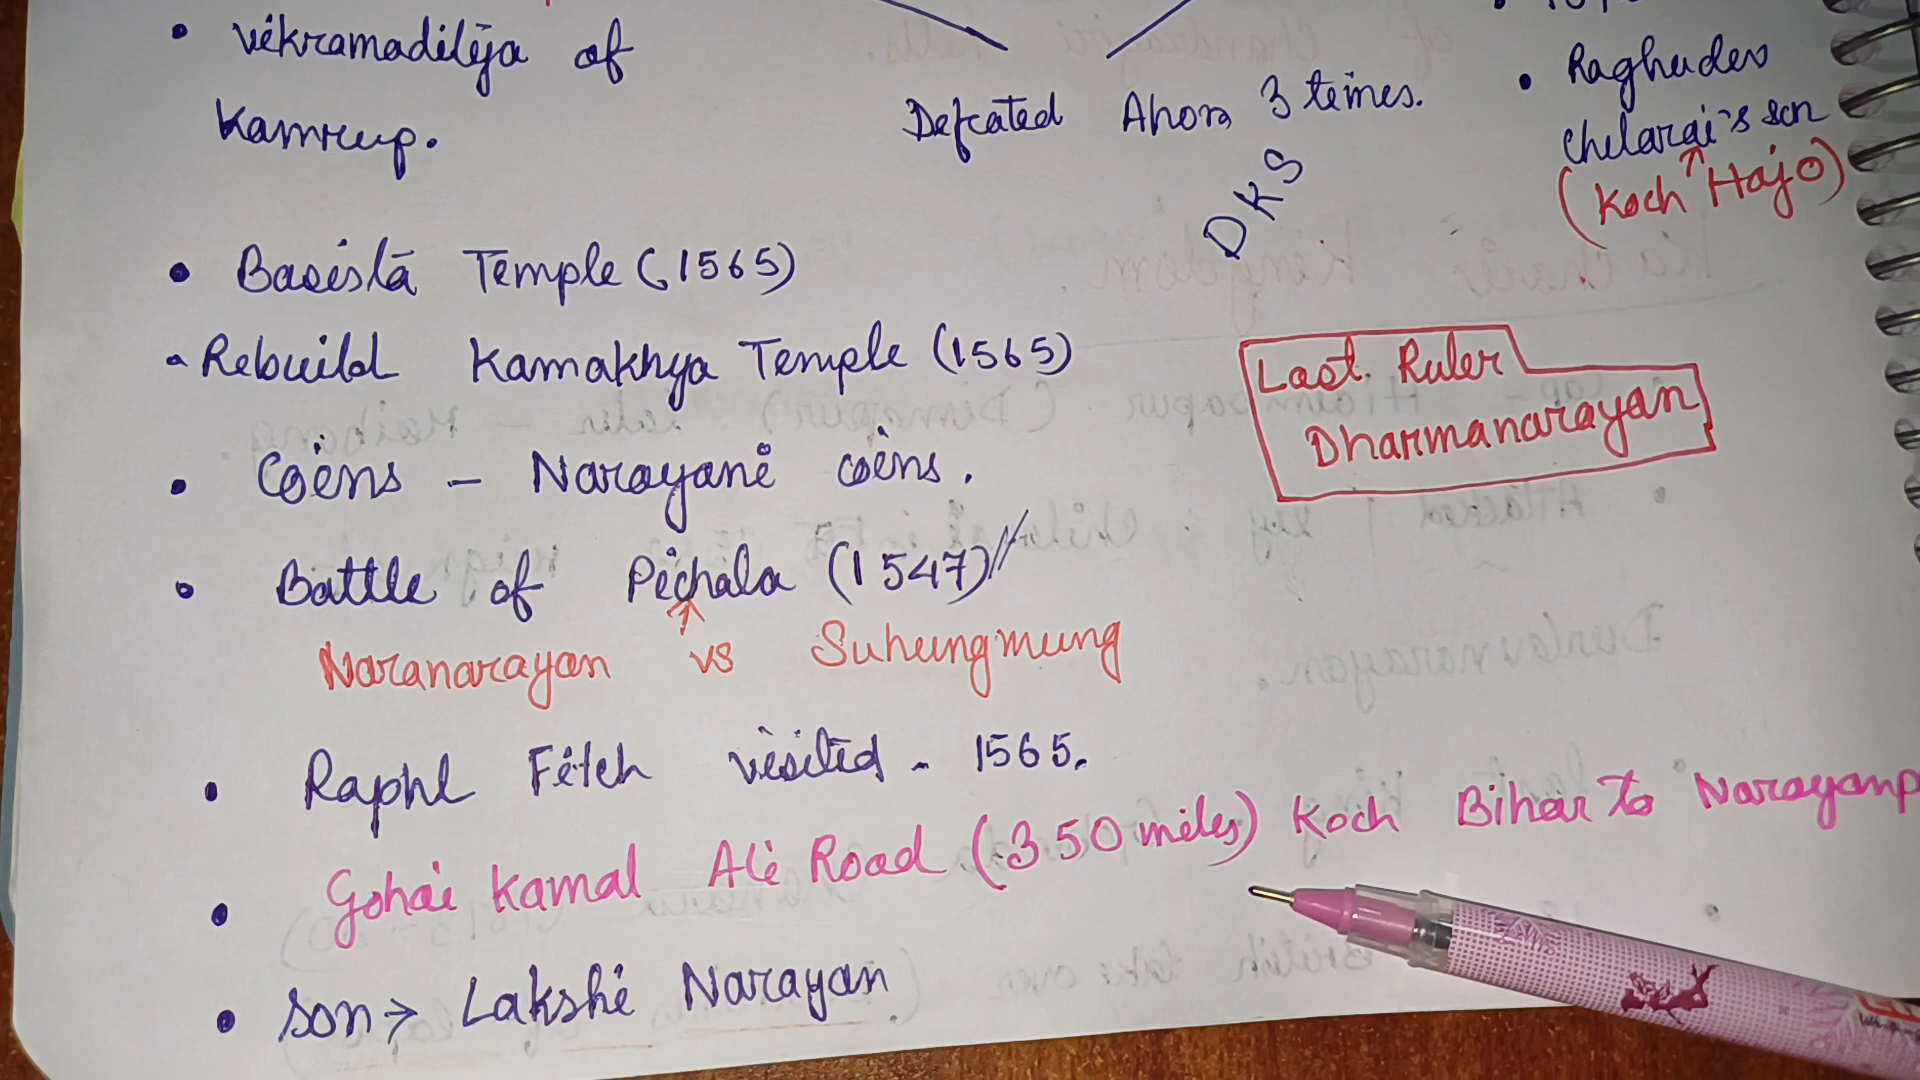 • Vikramaditya of
Kamrup.
Defeated Ahom 3 times.
• Raghudev
Chilarai's son
(Koch Hajo)
DKS
• Basista Temple (1565)
• Rebuild Kamakhya Temple (1565)
Last Ruler
Dharmanarayan
• Coins - Narayani coins.
• Battle of Pichala (1547)
Naranarayan vs Suhungmung
• Raphl Fitch visited - 1565.
• Gohai Kamal Ali Road (350 miles) Koch Bihar to Narayanp
• Son → Lakshi Narayan